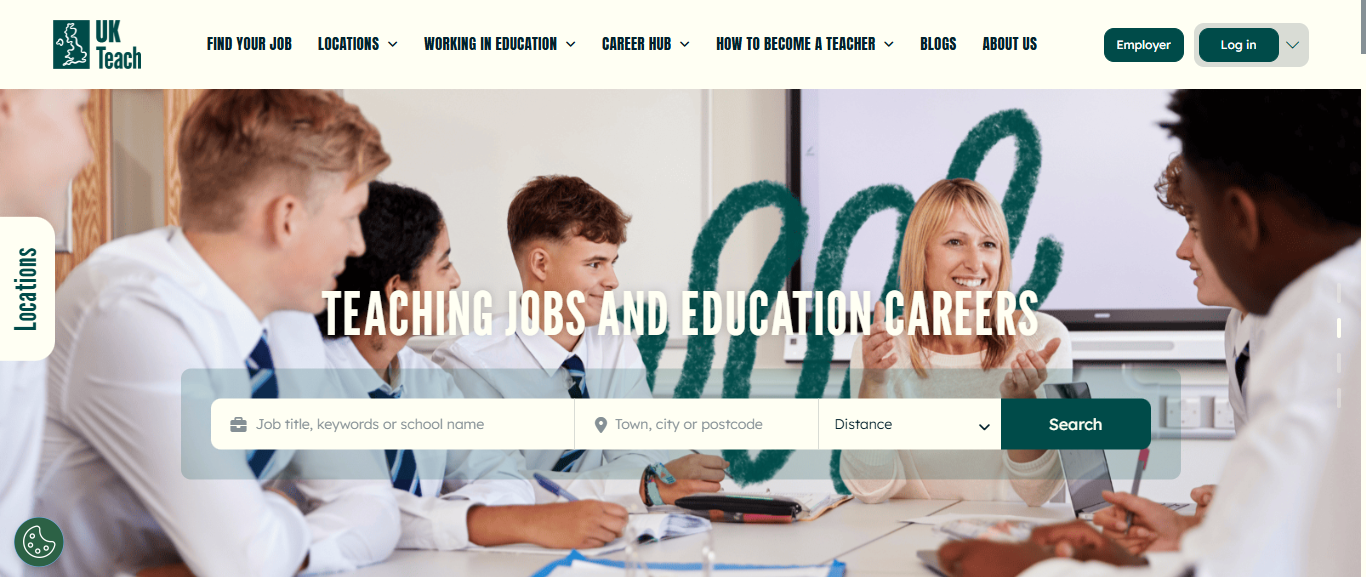 UK
Teach
FIND YOUR JOB
LOCATIONS
WORKING IN EDUCATION
CAREER HUB
HOW TO BECOME A TEACHER
BLOGS
ABOUT US
Employer
Log in
Locations
TEACHING JOBS AND EDUCATION CAREERS
Job title, keywords or school name
Town, city or postcode
Distance
Search